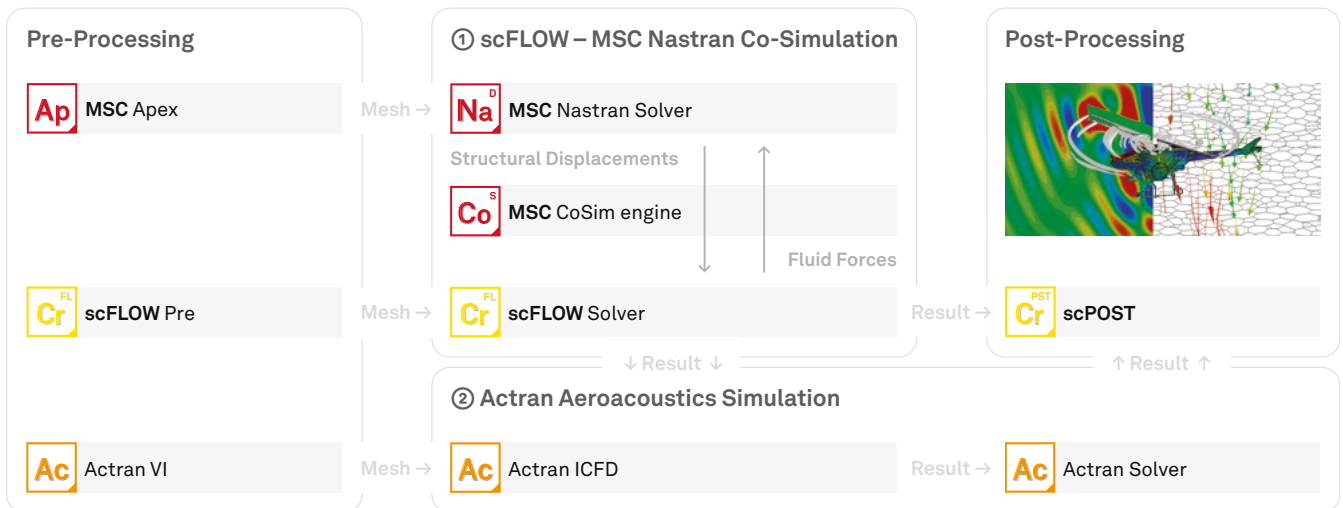 Pre-Processing
① scFLOW – MSC Nastran Co-Simulation
Post-Processing
Ap MSC Apex
Mesh →
Na D MSC Nastran Solver
Structural Displacements
Co S MSC CoSim engine
Fluid Forces
Cr FL scFLOW Pre
Mesh →
Cr FL scFLOW Solver
Result →
Cr PST scPOST
↓ Result ↓
↑ Result ↑
② Actran Aeroacoustics Simulation
Ac Actran VI
Mesh →
Ac Actran ICFD
Result →
Ac Actran Solver